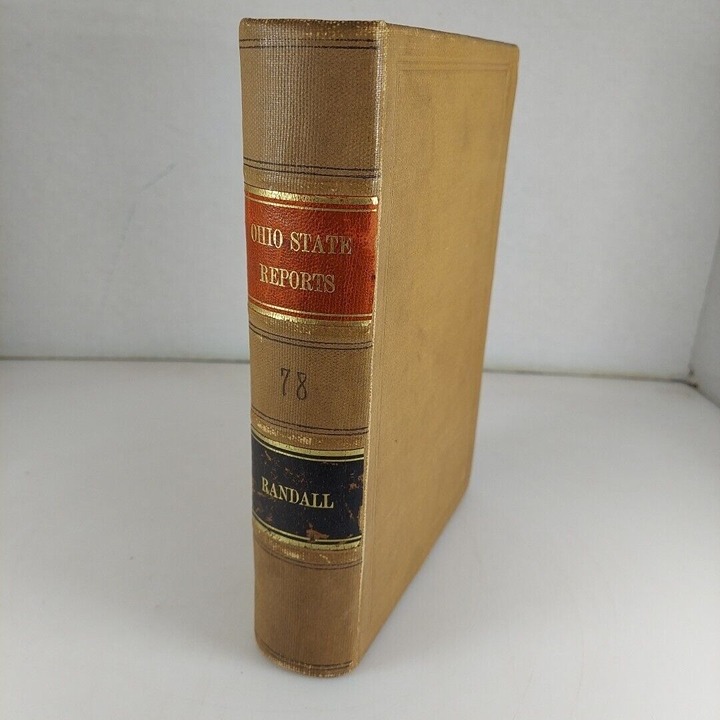 OHIO STATE
REPORTS
78
RANDALL